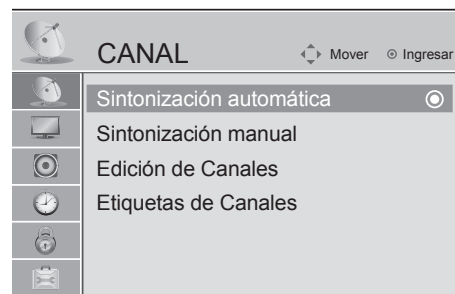 CANAL
Mover
Ingresar
Sintonización automática
Sintonización manual
Edición de Canales
Etiquetas de Canales